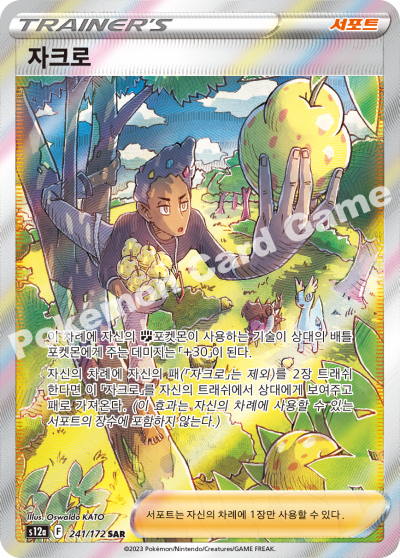 TRAINER'S
서포트
자크로
Pokémon Card Game
이 차례에 자신의 포켓몬이 사용하는 기술이 상대의 배틀
포켓몬에게 주는 데미지는 「+30」이 된다.
자신의 차례에 자신의 패(「자크로」는 제외)를 2장 트래쉬
한다면 이 「자크로」를 자신의 트래쉬에서 상대에게 보여주고
패로 가져온다. (이 효과는, 자신의 차례에 사용할 수 있는
서포트의 장수에 포함하지 않는다.)
Illus. Oswaldo KATO
s12a F 241/172 SAR
서포트는 자신의 차례에 1장만 사용할 수 있다.
©2023 Pokémon/Nintendo/Creatures/GAME FREAK.